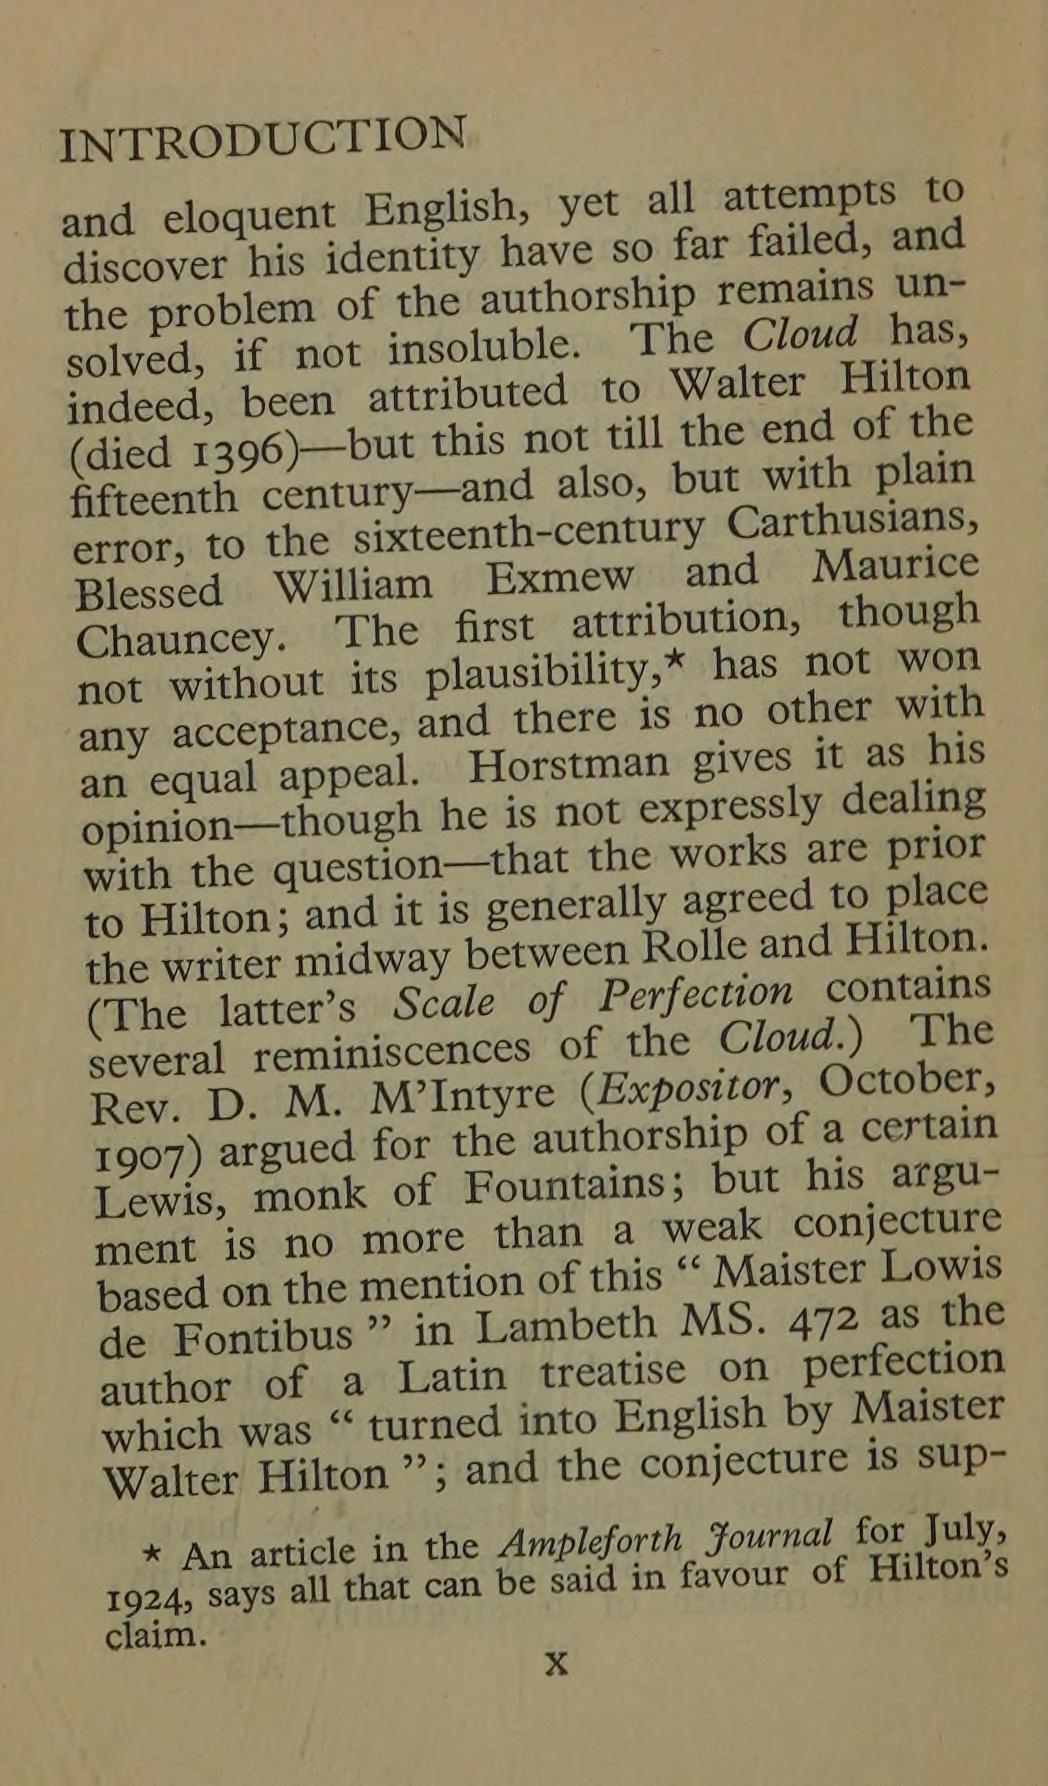 INTRODUCTION
and eloquent English, yet all attempts to
discover his identity have so far failed, and
the problem of the authorship remains un-
solved, if not insoluble. The Cloud has,
indeed, been attributed to Walter Hilton
(died 1396)—but this not till the end of the
fifteenth century—and also, but with plain
error, to the sixteenth-century Carthusians,
Blessed William Exmew and Maurice
Chauncey. The first attribution, though
not without its plausibility,* has not won
any acceptance, and there is no other with
an equal appeal. Horstman gives it as his
opinion—though he is not expressly dealing
with the question—that the works are prior
to Hilton; and it is generally agreed to place
the writer midway between Rolle and Hilton.
(The latter's Scale of Perfection contains
several reminiscences of the Cloud.) The
Rev. D. M. M'Intyre (Expositor, October,
1907) argued for the authorship of a certain
Lewis, monk of Fountains; but his argu-
ment is no more than a weak conjecture
based on the mention of this “ Maister Lowis
de Fontibus ” in Lambeth MS. 472 as the
author of a Latin treatise on perfection
which was “ turned into English by Maister
Walter Hilton ”; and the conjecture is sup-
* An article in the Ampleforth Journal for July,
1924, says all that can be said in favour of Hilton's
claim.
x